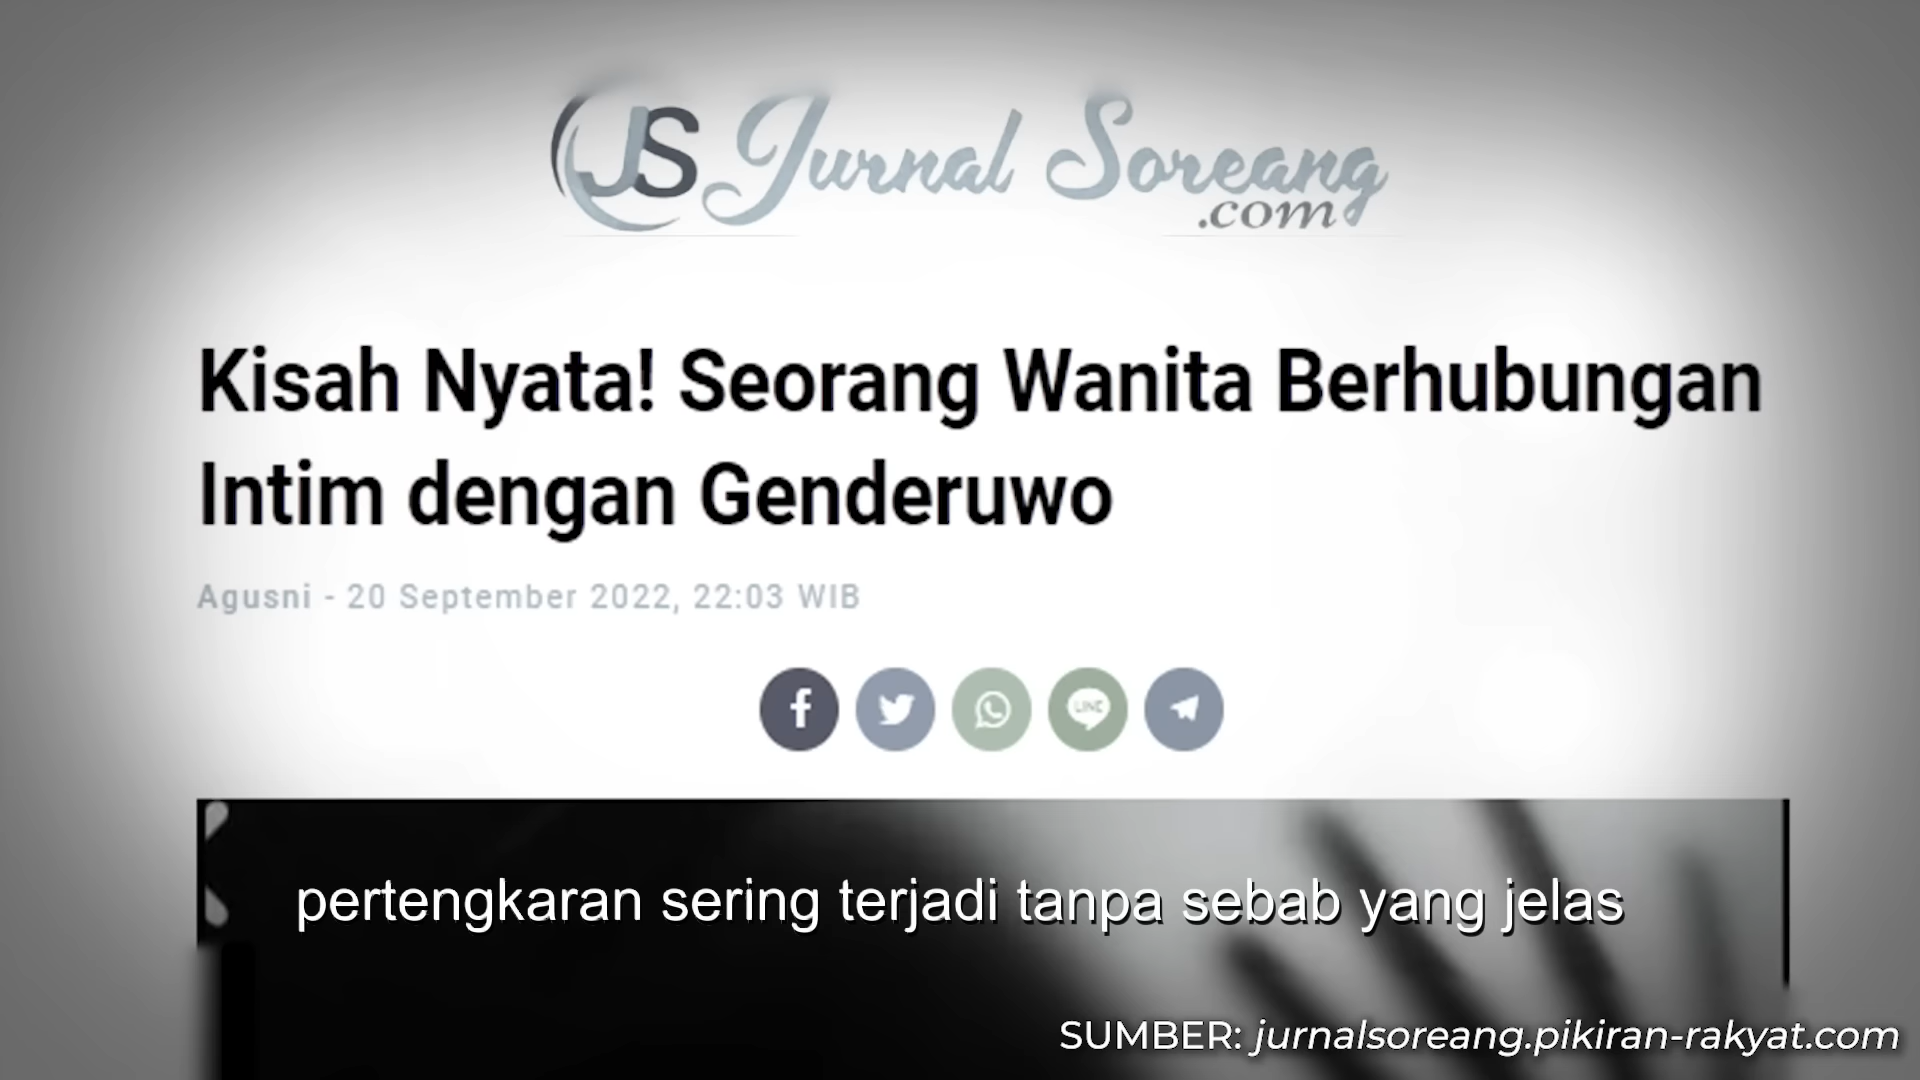 JS Jurnal Soreang
.com
Kisah Nyata! Seorang Wanita Berhubungan
Intim dengan Genderuwo
Agusni - 20 September 2022, 22:03 WIB
LINE
pertengkaran sering terjadi tanpa sebab yang jelas
SUMBER: jurnalsoreang.pikiran-rakyat.com